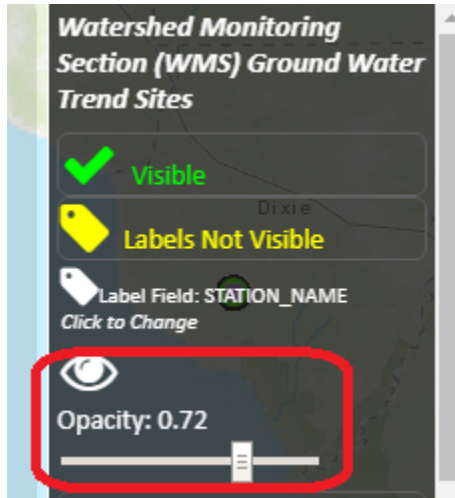 Watershed Monitoring
Section (WMS) Ground Water
Trend Sites
Visible
Dixie
Labels Not Visible
Label Field: STATION_NAME
Click to Change
Opacity: 0.72